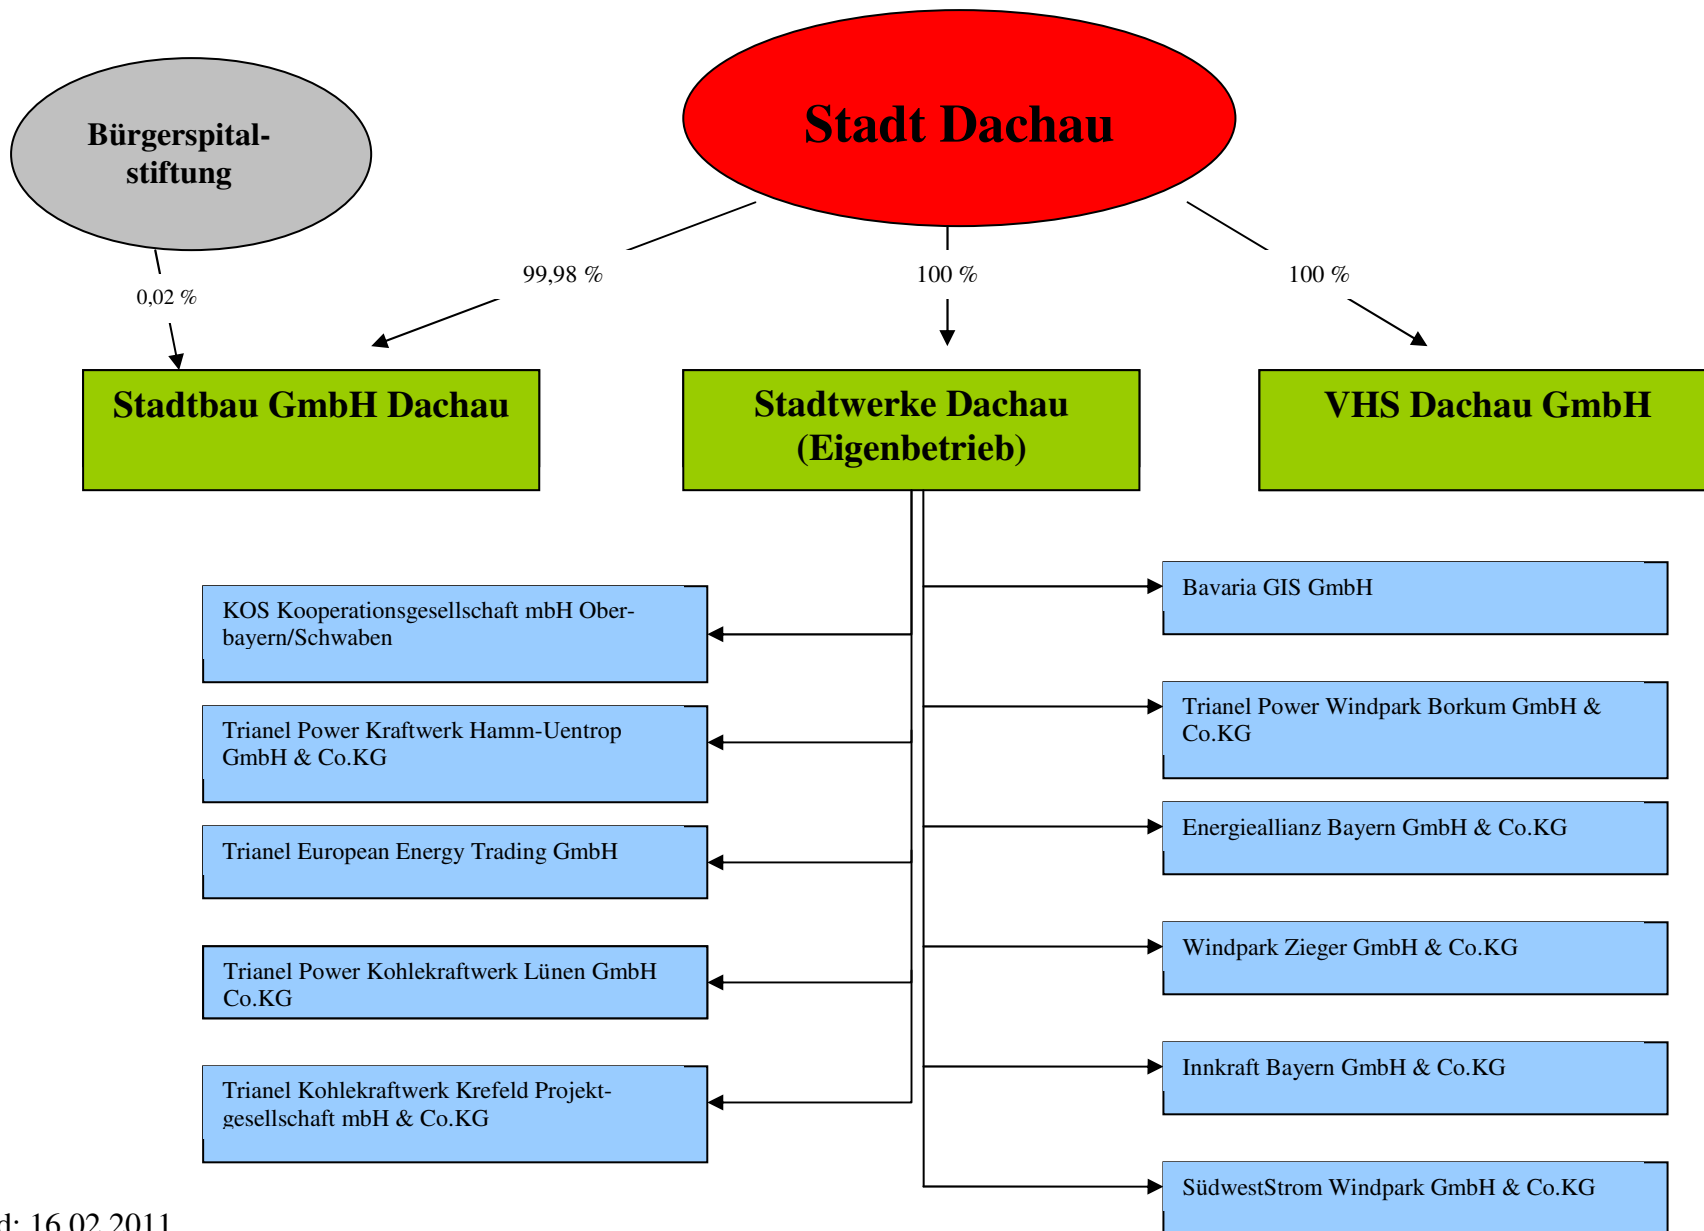 Bürgerspital-
stiftung
Stadt Dachau
0,02 %
99,98 %
100 %
100 %
Stadtbau GmbH Dachau
Stadtwerke Dachau
(Eigenbetrieb)
VHS Dachau GmbH
KOS Kooperationsgesellschaft mbH Ober-
bayern/Schwaben
Trianel Power Kraftwerk Hamm-Uentrop
GmbH & Co.KG
Trianel European Energy Trading GmbH
Trianel Power Kohlekraftwerk Lünen GmbH
Co.KG
Trianel Kohlekraftwerk Krefeld Projekt-
gesellschaft mbH & Co.KG
Bavaria GIS GmbH
Trianel Power Windpark Borkum GmbH &
Co.KG
Energieallianz Bayern GmbH & Co.KG
Windpark Zieger GmbH & Co.KG
Innkraft Bayern GmbH & Co.KG
SüdwestStrom Windpark GmbH & Co.KG
d: 16.02.2011